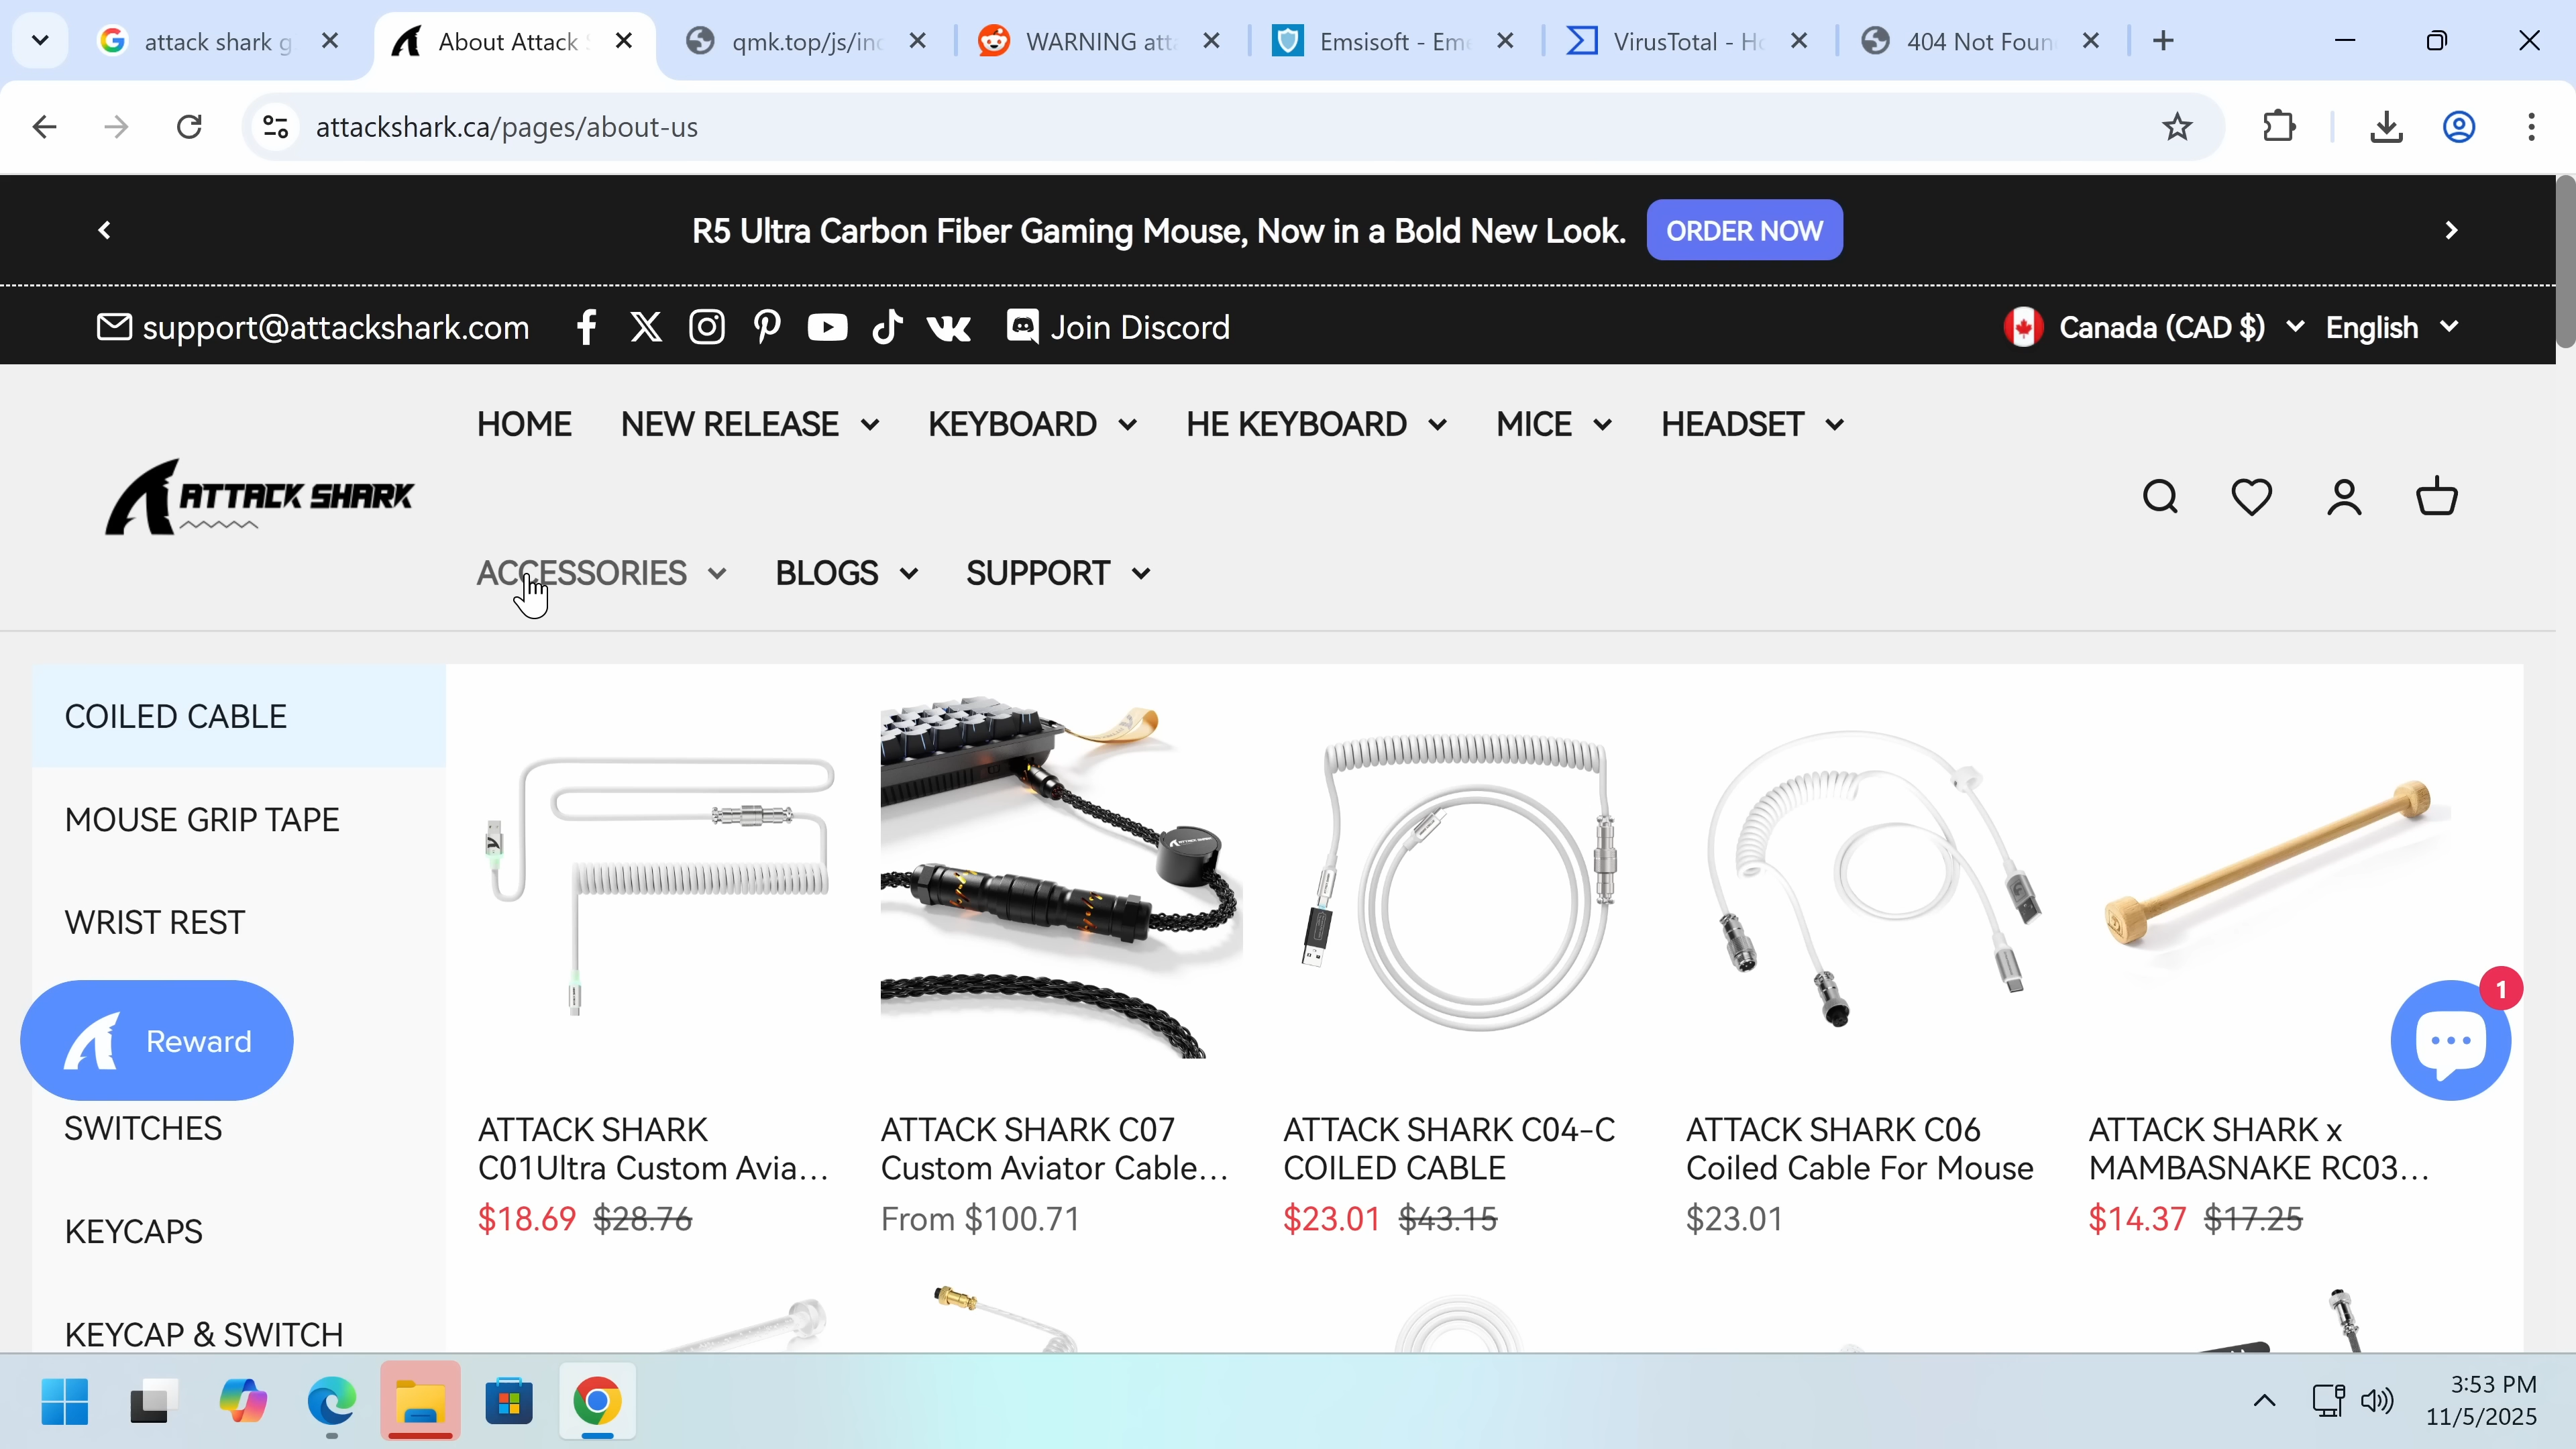 attack shark g
About Attack S
qmk.top/js/inc
WARNING atta
Emsisoft - Eme
VirusTotal - Ho
404 Not Foun
attackshark.ca/pages/about-us
R5 Ultra Carbon Fiber Gaming Mouse, Now in a Bold New Look.
ORDER NOW
support@attackshark.com
Join Discord
Canada (CAD $)
English
HOME
NEW RELEASE
KEYBOARD
HE KEYBOARD
MICE
HEADSET
ATTACK SHARK
ACCESSORIES
BLOGS
SUPPORT
COILED CABLE
MOUSE GRIP TAPE
WRIST REST
Reward
SWITCHES
KEYCAPS
KEYCAP & SWITCH
1
ATTACK SHARK
C01Ultra Custom Avia...
$18.69 $28.76
ATTACK SHARK C07
Custom Aviator Cable...
From $100.71
ATTACK SHARK C04-C
COILED CABLE
$23.01 $43.15
ATTACK SHARK C06
Coiled Cable For Mouse
$23.01
ATTACK SHARK x
MAMBASNAKE RC03...
$14.37 $17.25
3:53 PM
11/5/2025